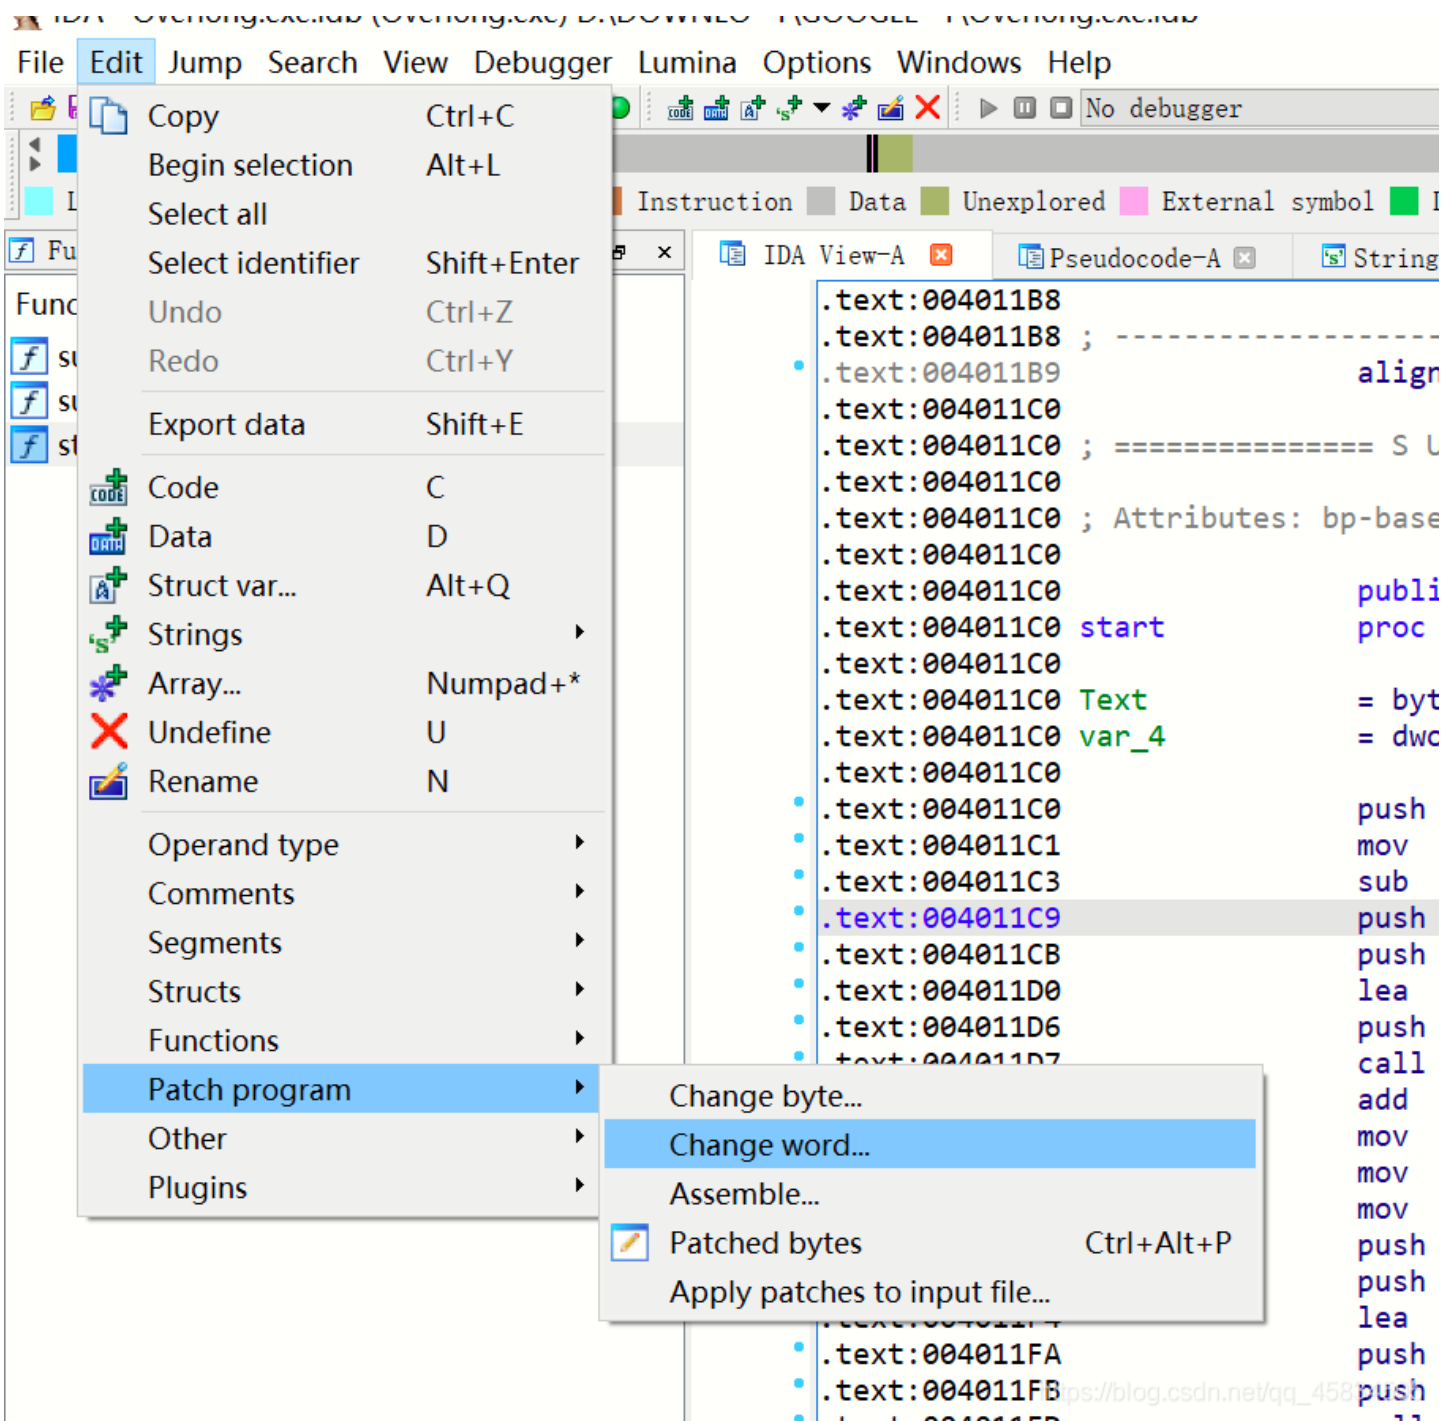 File Edit Jump Search View Debugger Lumina Options Windows Help
No debugger
Instruction Data Unexplored External symbol
IDA View-A Pseudocode-A
Copy Ctrl+C
Begin selection Alt+L
Select all
Select identifier Shift+Enter
Undo Ctrl+Z
Redo Ctrl+Y
Export data Shift+E
Code C
Data D
Struct var... Alt+Q
Strings
Array... Numpad+*
Undefine U
Rename N
Operand type
Comments
Segments
Structs
Functions
Patch program
Other
Plugins
Change byte...
Change word...
Assemble...
Patched bytes Ctrl+Alt+P
Apply patches to input file...
.text:004011B8
.text:004011B8 ; --------------------
.text:004011B9 align
.text:004011C0
.text:004011C0 ; =============== S U
.text:004011C0
.text:004011C0 ; Attributes: bp-base
.text:004011C0
.text:004011C0 publi
.text:004011C0 start proc
.text:004011C0
.text:004011C0 Text = byt
.text:004011C0 var_4 = dwo
.text:004011C0
.text:004011C0 push
.text:004011C1 mov
.text:004011C3 sub
.text:004011C9 push
.text:004011CB push
.text:004011D0 lea
.text:004011D6 push
.text:004011D7 call
add
mov
mov
mov
push
push
.text:004011F4 lea
.text:004011FA push
.text:004011FB push